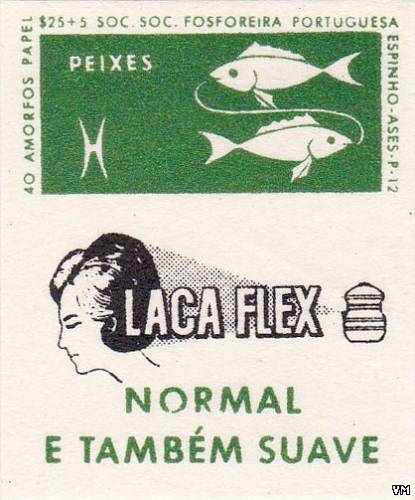 $25+5 SOC. SOC. FOSFOREIRA PORTUGUESA
40 AMORFOS PAPEL
ESPINHO-ASES-P-12
PEIXES
LACA FLEX
NORMAL
E TAMBÉM SUAVE
VM